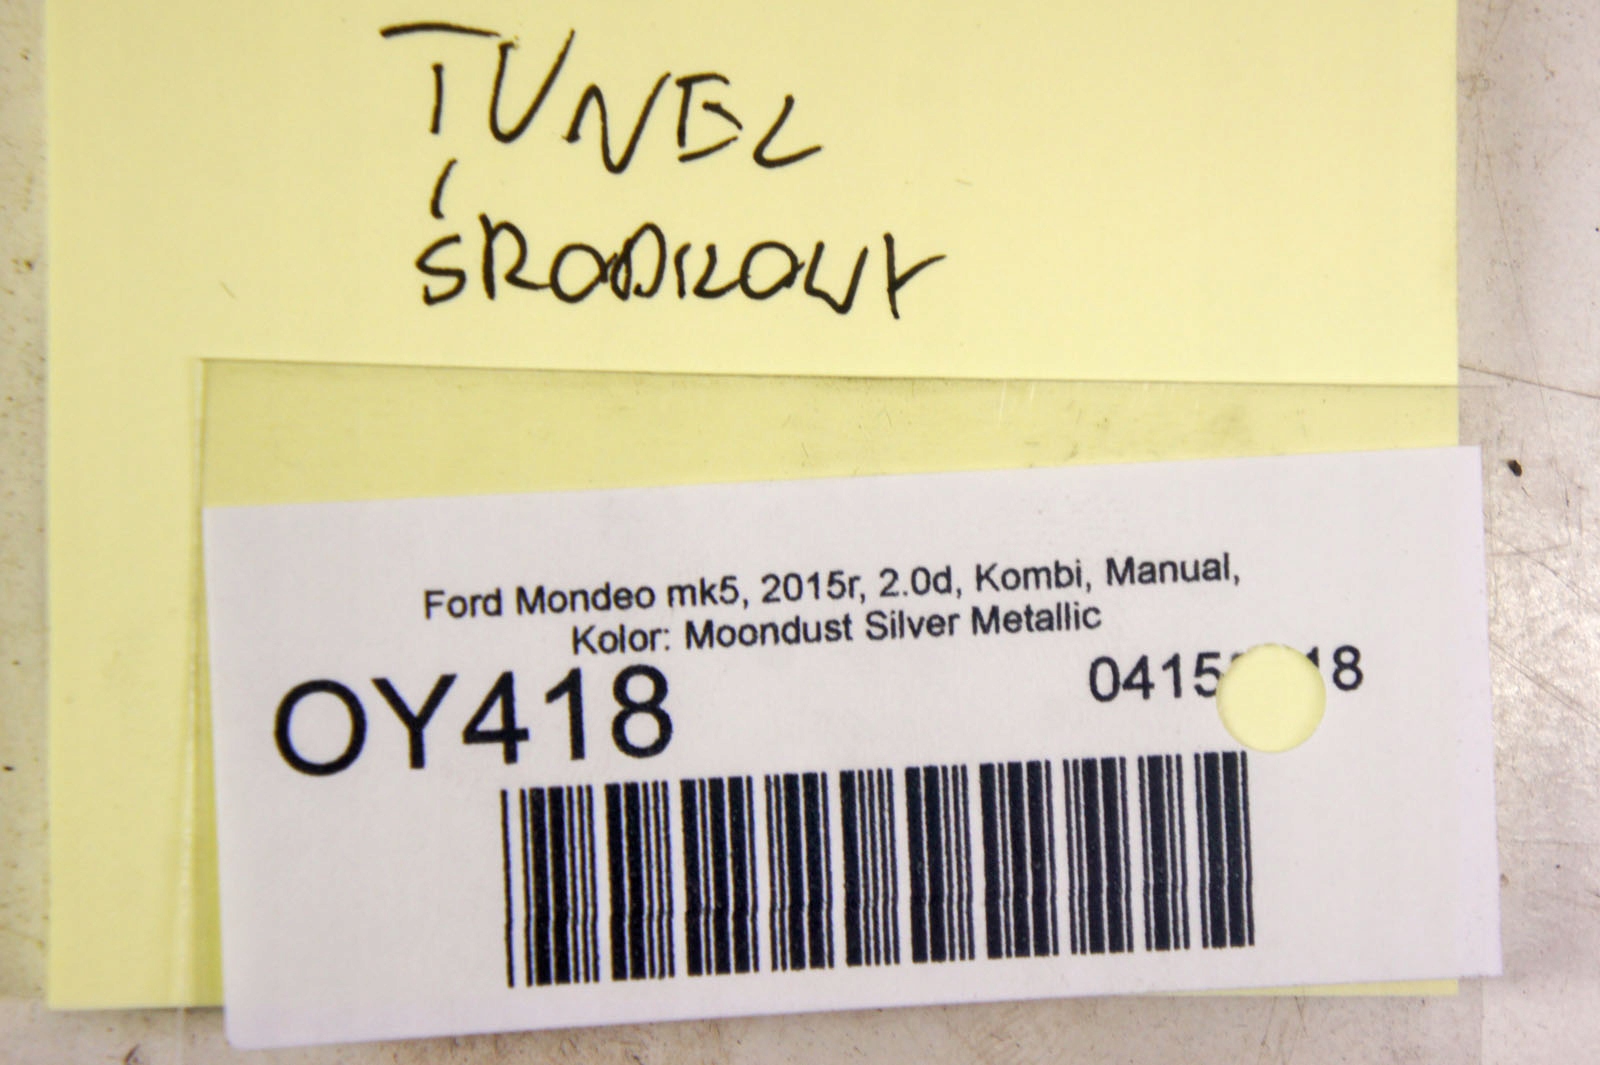 TUNEL
ŚRODKOWY
Ford Mondeo mk5, 2015r, 2.0d, Kombi, Manual,
Kolor: Moondust Silver Metallic
OY418